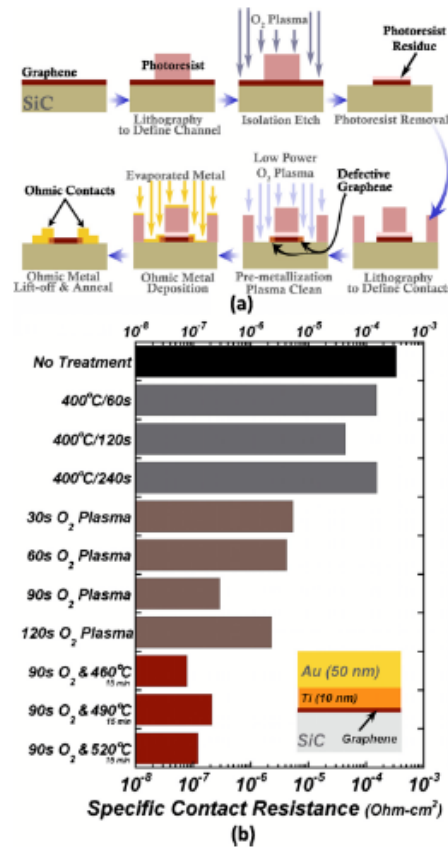 O₂ Plasma
Graphene
Photoresist
Photoresist
Residue
SiC
Lithography
to Define Channel
Isolation Etch
Photoresist Removal
Ohmic Contacts
Evaporated Metal
Low Power
O₂ Plasma
Defective
Graphene
Ohmic Metal
Lift-off & Anneal
Ohmic Metal
Deposition
Pre-metallization
Plasma Clean
Lithography
to Define Contacts
(a)
10⁻⁸ 10⁻⁷ 10⁻⁶ 10⁻⁵ 10⁻⁴ 10⁻³
No Treatment
400°C/60s
400°C/120s
400°C/240s
30s O₂ Plasma
60s O₂ Plasma
90s O₂ Plasma
120s O₂ Plasma
90s O₂ & 460°C
15 min
90s O₂ & 490°C
15 min
90s O₂ & 520°C
15 min
Au (50 nm)
Ti (10 nm)
SiC
Graphene
10⁻⁸ 10⁻⁷ 10⁻⁶ 10⁻⁵ 10⁻⁴ 10⁻³
Specific Contact Resistance (Ohm-cm²)
(b)